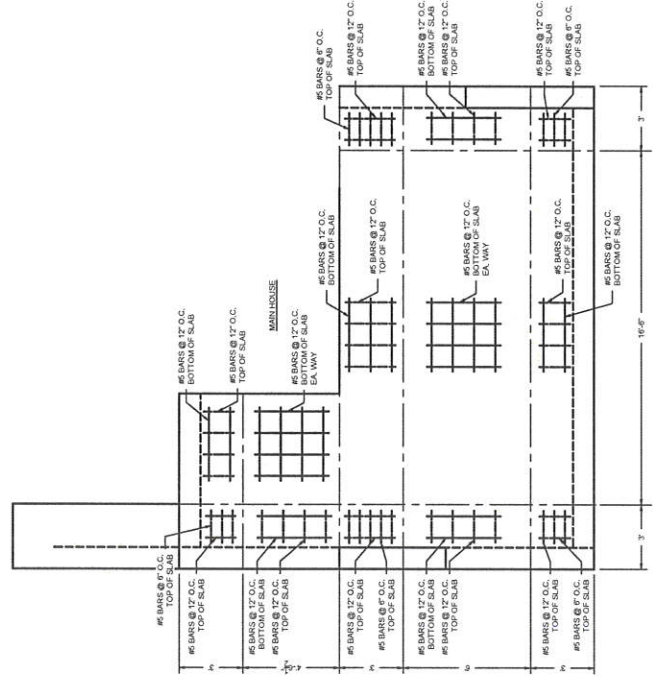 #5 BARS @ 6" O.C.
TOP OF SLAB
#5 BARS @ 12" O.C.
TOP OF SLAB
#5 BARS @ 12" O.C.
BOTTOM OF SLAB
#5 BARS @ 12" O.C.
TOP OF SLAB
#5 BARS @ 12" O.C.
TOP OF SLAB
#5 BARS @ 6" O.C.
TOP OF SLAB
#5 BARS @ 12" O.C.
BOTTOM OF SLAB
#5 BARS @ 12" O.C.
TOP OF SLAB
#5 BARS @ 12" O.C.
BOTTOM OF SLAB
EA. WAY
MAIN HOUSE
#5 BARS @ 12" O.C.
BOTTOM OF SLAB
#5 BARS @ 12" O.C.
TOP OF SLAB
#5 BARS @ 12" O.C.
BOTTOM OF SLAB
EA. WAY
#5 BARS @ 12" O.C.
TOP OF SLAB
#5 BARS @ 12" O.C.
BOTTOM OF SLAB
#5 BARS @ 6" O.C.
TOP OF SLAB
#5 BARS @ 12" O.C.
TOP OF SLAB
#5 BARS @ 12" O.C.
BOTTOM OF SLAB
#5 BARS @ 12" O.C.
TOP OF SLAB
#5 BARS @ 12" O.C.
TOP OF SLAB
#5 BARS @ 6" O.C.
TOP OF SLAB
#5 BARS @ 12" O.C.
BOTTOM OF SLAB
#5 BARS @ 12" O.C.
TOP OF SLAB
#5 BARS @ 12" O.C.
TOP OF SLAB
#5 BARS @ 6" O.C.
TOP OF SLAB
3'
16'-6"
3'
3'
4'-6½"
3'
6'
3'